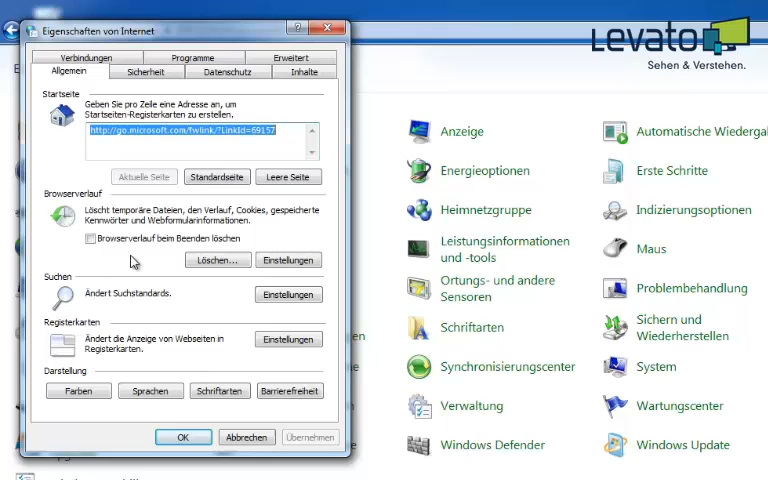 Eigenschaften von Internet
Levato
Sehen & Verstehen.
Verbindungen
Programme
Erweitert
Allgemein
Sicherheit
Datenschutz
Inhalte
Startseite
Geben Sie pro Zeile eine Adresse an, um
Startseiten-Registerkarten zu erstellen.
http://go.microsoft.com/fwlink/?LinkId=69157
Aktuelle Seite
Standardseite
Leere Seite
Browserverlauf
Löscht temporäre Dateien, den Verlauf, Cookies, gespeicherte
Kennwörter und Webformularinformationen.
Browserverlauf beim Beenden löschen
Löschen...
Einstellungen
Suchen
Ändert Suchstandards.
Einstellungen
Registerkarten
Ändert die Anzeige von Webseiten in
Registerkarten.
Einstellungen
Darstellung
Farben
Sprachen
Schriftarten
Barrierefreiheit
OK
Abbrechen
Übernehmen
Anzeige
Energieoptionen
Heimnetzgruppe
Leistungsinformationen
und -tools
Ortungs- und andere
Sensoren
Schriftarten
Synchronisierungscenter
Verwaltung
Windows Defender
Automatische Wiedergal
Erste Schritte
Indizierungsoptionen
Maus
Problembehandlung
Sichern und
Wiederherstellen
System
Wartungscenter
Windows Update